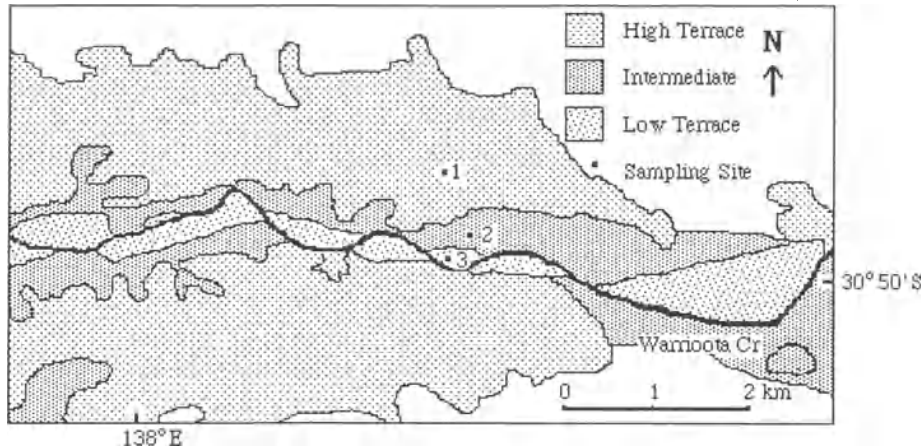 High Terrace
N
Intermediate
Low Terrace
Sampling Site
1
2
3
30°50'S
Warrioota Cr
0 1 2 km
138°E